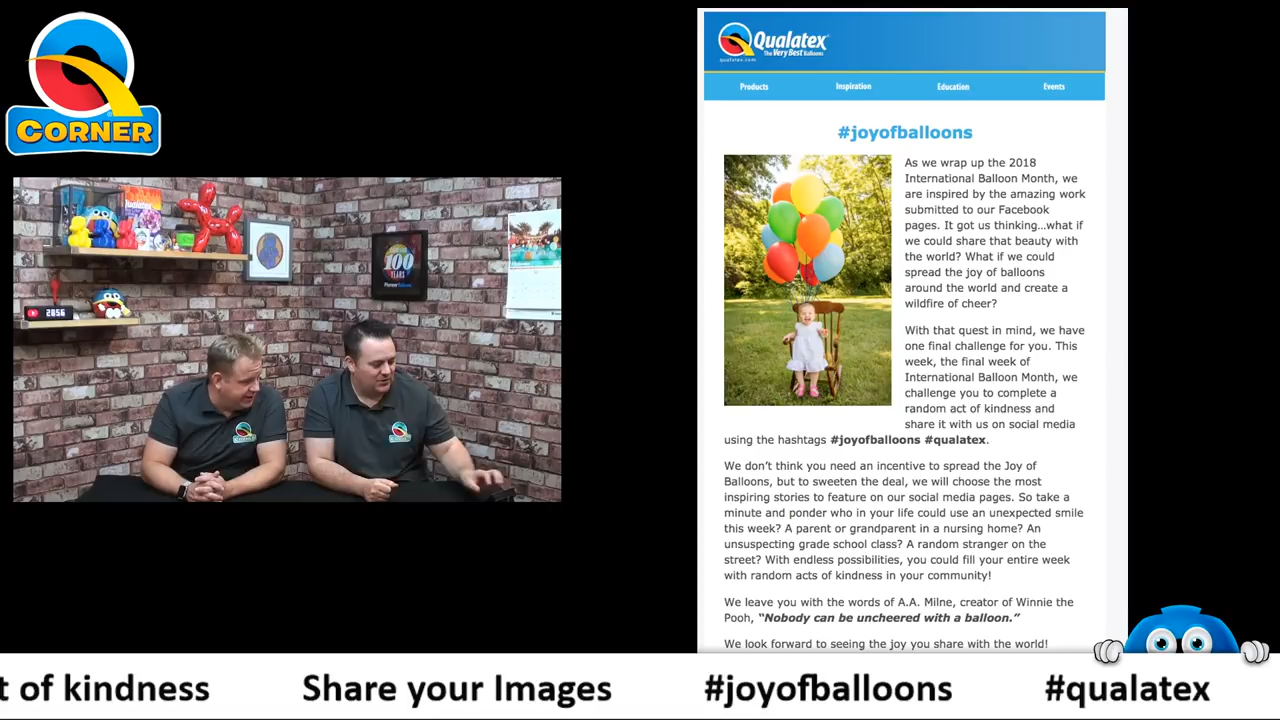 CORNER
Qualatex
100
YEARS
PioneerBalloon
2056
Qualatex
The Very Best Balloons
qualatex.com
Products Inspiration Education Events
#joyofballoons
As we wrap up the 2018
International Balloon Month, we
are inspired by the amazing work
submitted to our Facebook
pages. It got us thinking...what if
we could share that beauty with
the world? What if we could
spread the joy of balloons
around the world and create a
wildfire of cheer?
With that quest in mind, we have
one final challenge for you. This
week, the final week of
International Balloon Month, we
challenge you to complete a
random act of kindness and
share it with us on social media
using the hashtags #joyofballoons #qualatex.
We don't think you need an incentive to spread the Joy of
Balloons, but to sweeten the deal, we will choose the most
inspiring stories to feature on our social media pages. So take a
minute and ponder who in your life could use an unexpected smile
this week? A parent or grandparent in a nursing home? An
unsuspecting grade school class? A random stranger on the
street? With endless possibilities, you could fill your entire week
with random acts of kindness in your community!
We leave you with the words of A.A. Milne, creator of Winnie the
Pooh, “Nobody can be uncheered with a balloon.”
We look forward to seeing the joy you share with the world!
t of kindness Share your Images #joyofballoons #qualatex